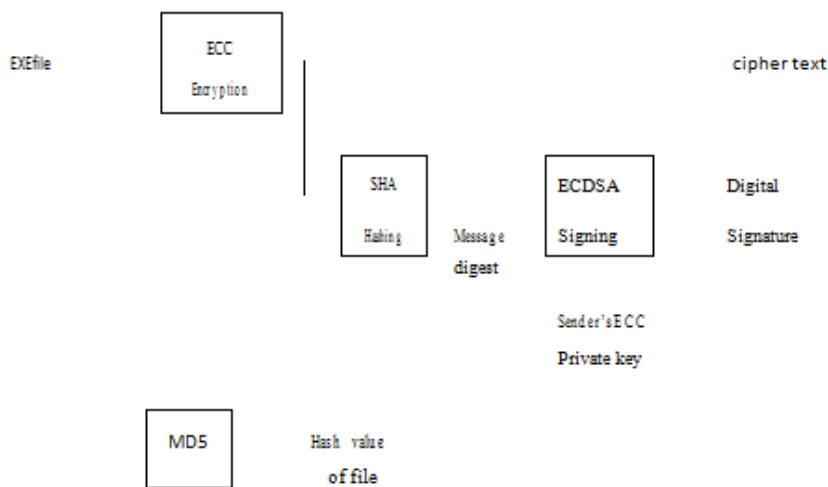 ECC
EXEfile
cipher text
Encryption
SHA
ECDSA
Digital
Hashing
Message
Signing
Signature
digest
Sender'sECC
Private key
MD5
Hash value
of file